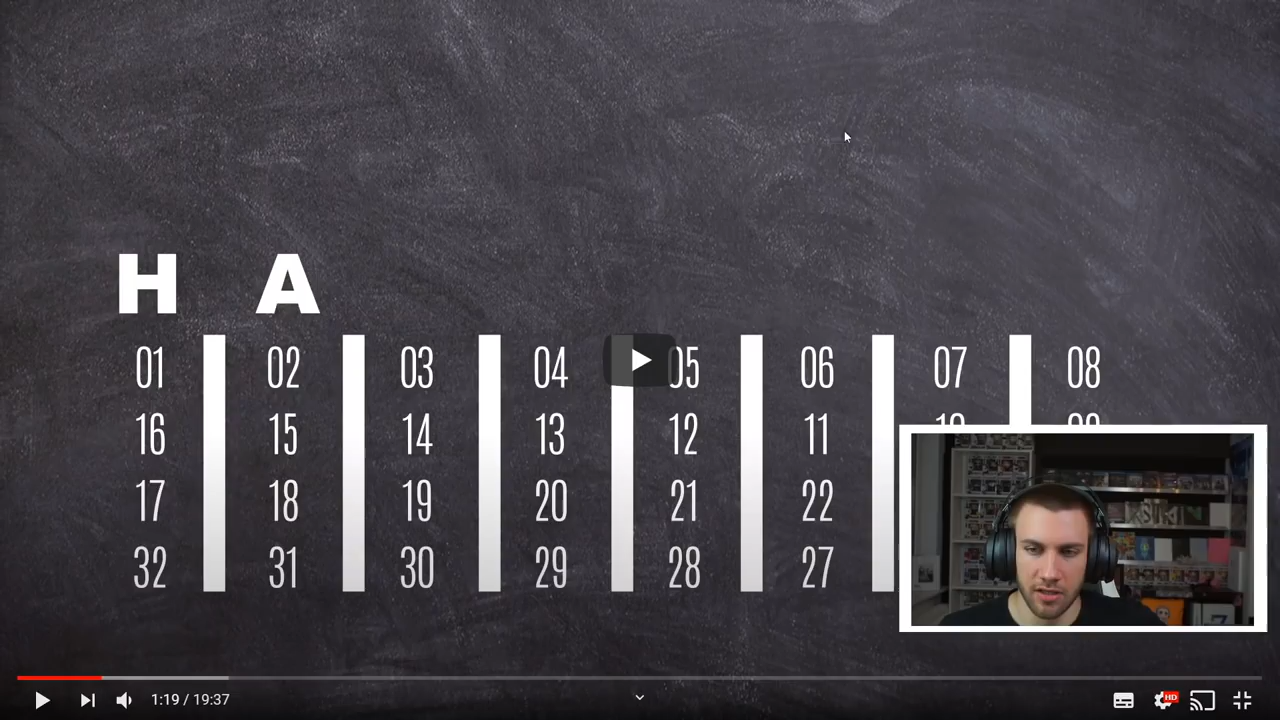 H A
01 02 03 04 05 06 07 08
16 15 14 13 12 11
17 18 19 20 21 22
32 31 30 29 28 27
1:19 / 19:37
HD